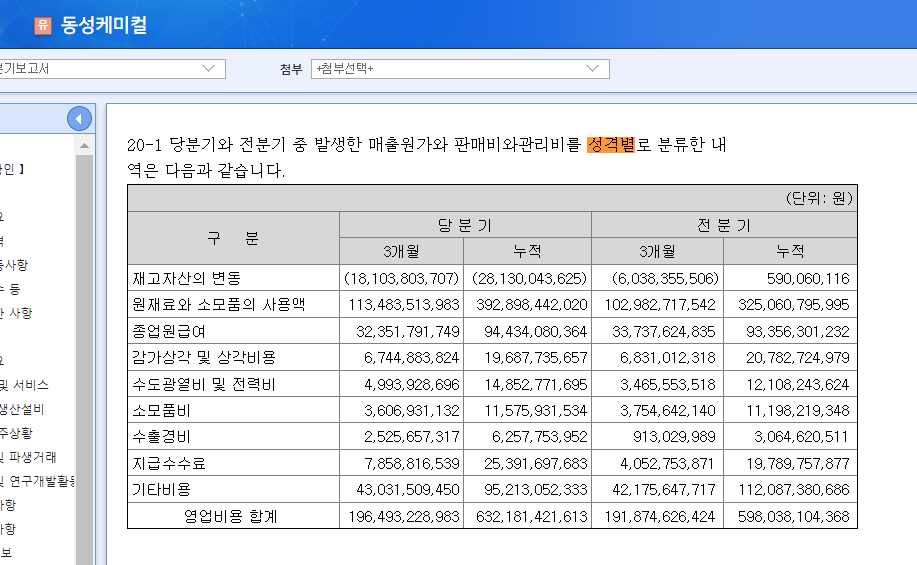 유 동성케미컬
분기보고서 첨부 +첨부선택+
20-1 당분기와 전분기 중 발생한 매출원가와 판매비와관리비를 성격별로 분류한 내
역은 다음과 같습니다.
(단위: 원)
구 분 당 분 기 전 분 기
3개월 누적 3개월 누적
재고자산의 변동 (18,103,803,707) (28,130,043,625) (6,038,355,506) 590,060,116
원재료와 소모품의 사용액 113,483,513,983 392,898,442,020 102,982,717,542 325,060,795,995
종업원급여 32,351,791,749 94,434,080,364 33,737,624,835 93,356,301,232
감가상각 및 상각비용 6,744,883,824 19,687,735,657 6,831,012,318 20,782,724,979
수도광열비 및 전력비 4,993,928,696 14,852,771,695 3,465,553,518 12,108,243,624
소모품비 3,606,931,132 11,575,931,534 3,754,642,140 11,198,219,348
수출경비 2,525,657,317 6,257,753,952 913,029,989 3,064,620,511
지급수수료 7,858,816,539 25,391,697,683 4,052,753,871 19,789,757,877
기타비용 43,031,509,450 95,213,052,333 42,175,647,717 112,087,380,686
영업비용 합계 196,493,228,983 632,181,421,613 191,874,626,424 598,038,104,368
인 】
요
동사항
수 등
한 사항
요
및 서비스
생산설비
주상황
및 파생거래
및 연구개발활동
사항
사항
보